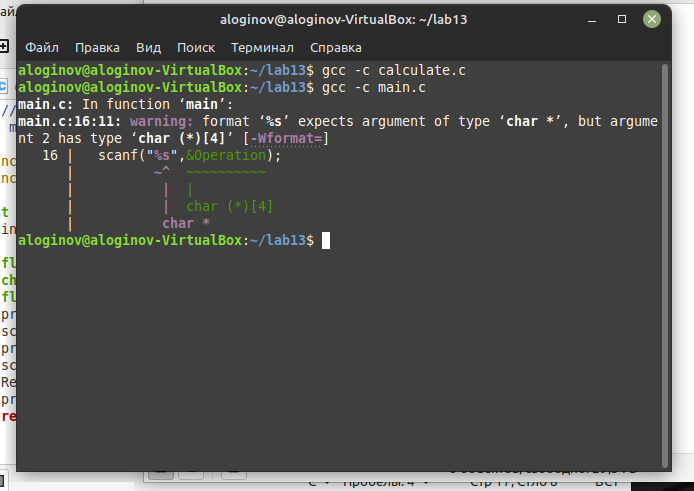 aloginov@aloginov-VirtualBox: ~/lab13
Файл Правка Вид Поиск Терминал Справка
aloginov@aloginov-VirtualBox:~/lab13$ gcc -c calculate.c
aloginov@aloginov-VirtualBox:~/lab13$ gcc -c main.c
main.c: In function ‘main’:
main.c:16:11: warning: format ‘%s’ expects argument of type ‘char *’, but argume
nt 2 has type ‘char (*)[4]’ [-Wformat=]
16 | scanf("%s",&Operation);
| ~^ ~~~~~~~~~~
| | |
| | char (*)[4]
| char *
aloginov@aloginov-VirtualBox:~/lab13$